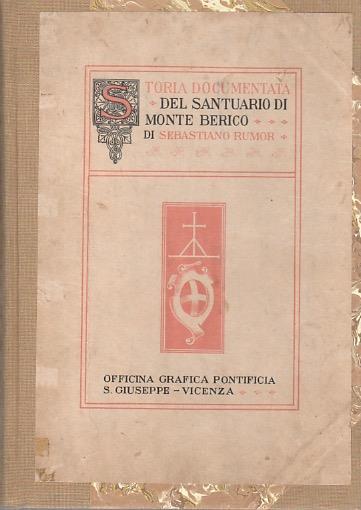 STORIA DOCUMENTATA
DEL SANTUARIO DI
MONTE BERICO
DI SEBASTIANO RUMOR
OFFICINA GRAFICA PONTIFICIA
S. GIUSEPPE – VICENZA